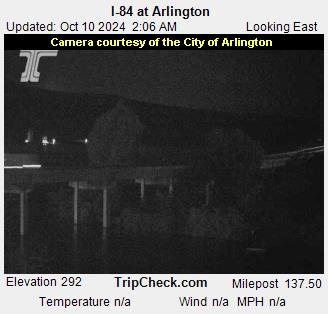 I-84 at Arlington
Updated: Oct 10 2024 2:06 AM Looking East
Camera courtesy of the City of Arlington
Elevation 292 TripCheck.com Milepost 137.50
Temperature n/a Wind n/a MPH n/a